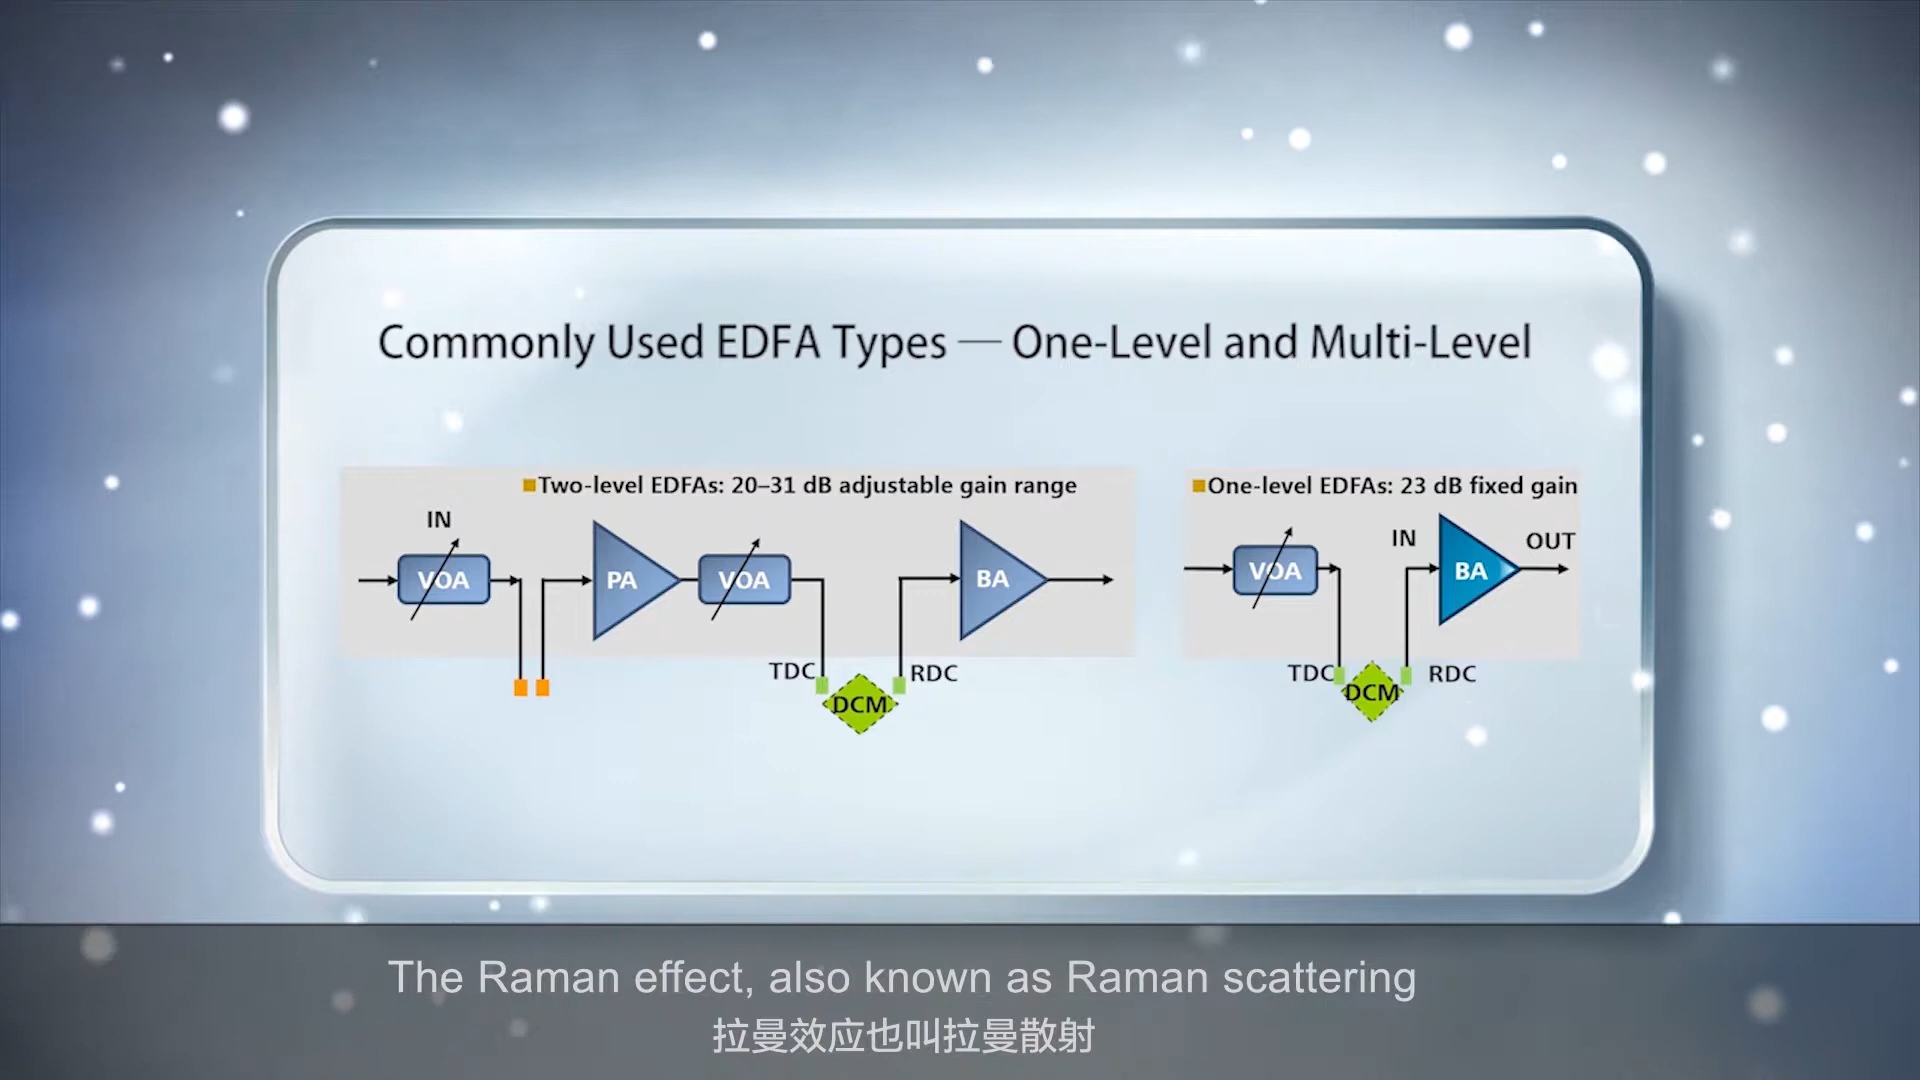 Commonly Used EDFA Types — One-Level and Multi-Level
Two-level EDFAs: 20–31 dB adjustable gain range
IN
VOA
PA
VOA
BA
TDC
DCM
RDC
One-level EDFAs: 23 dB fixed gain
VOA
IN
BA
OUT
TDC
DCM
RDC
The Raman effect, also known as Raman scattering
拉曼效应也叫拉曼散射